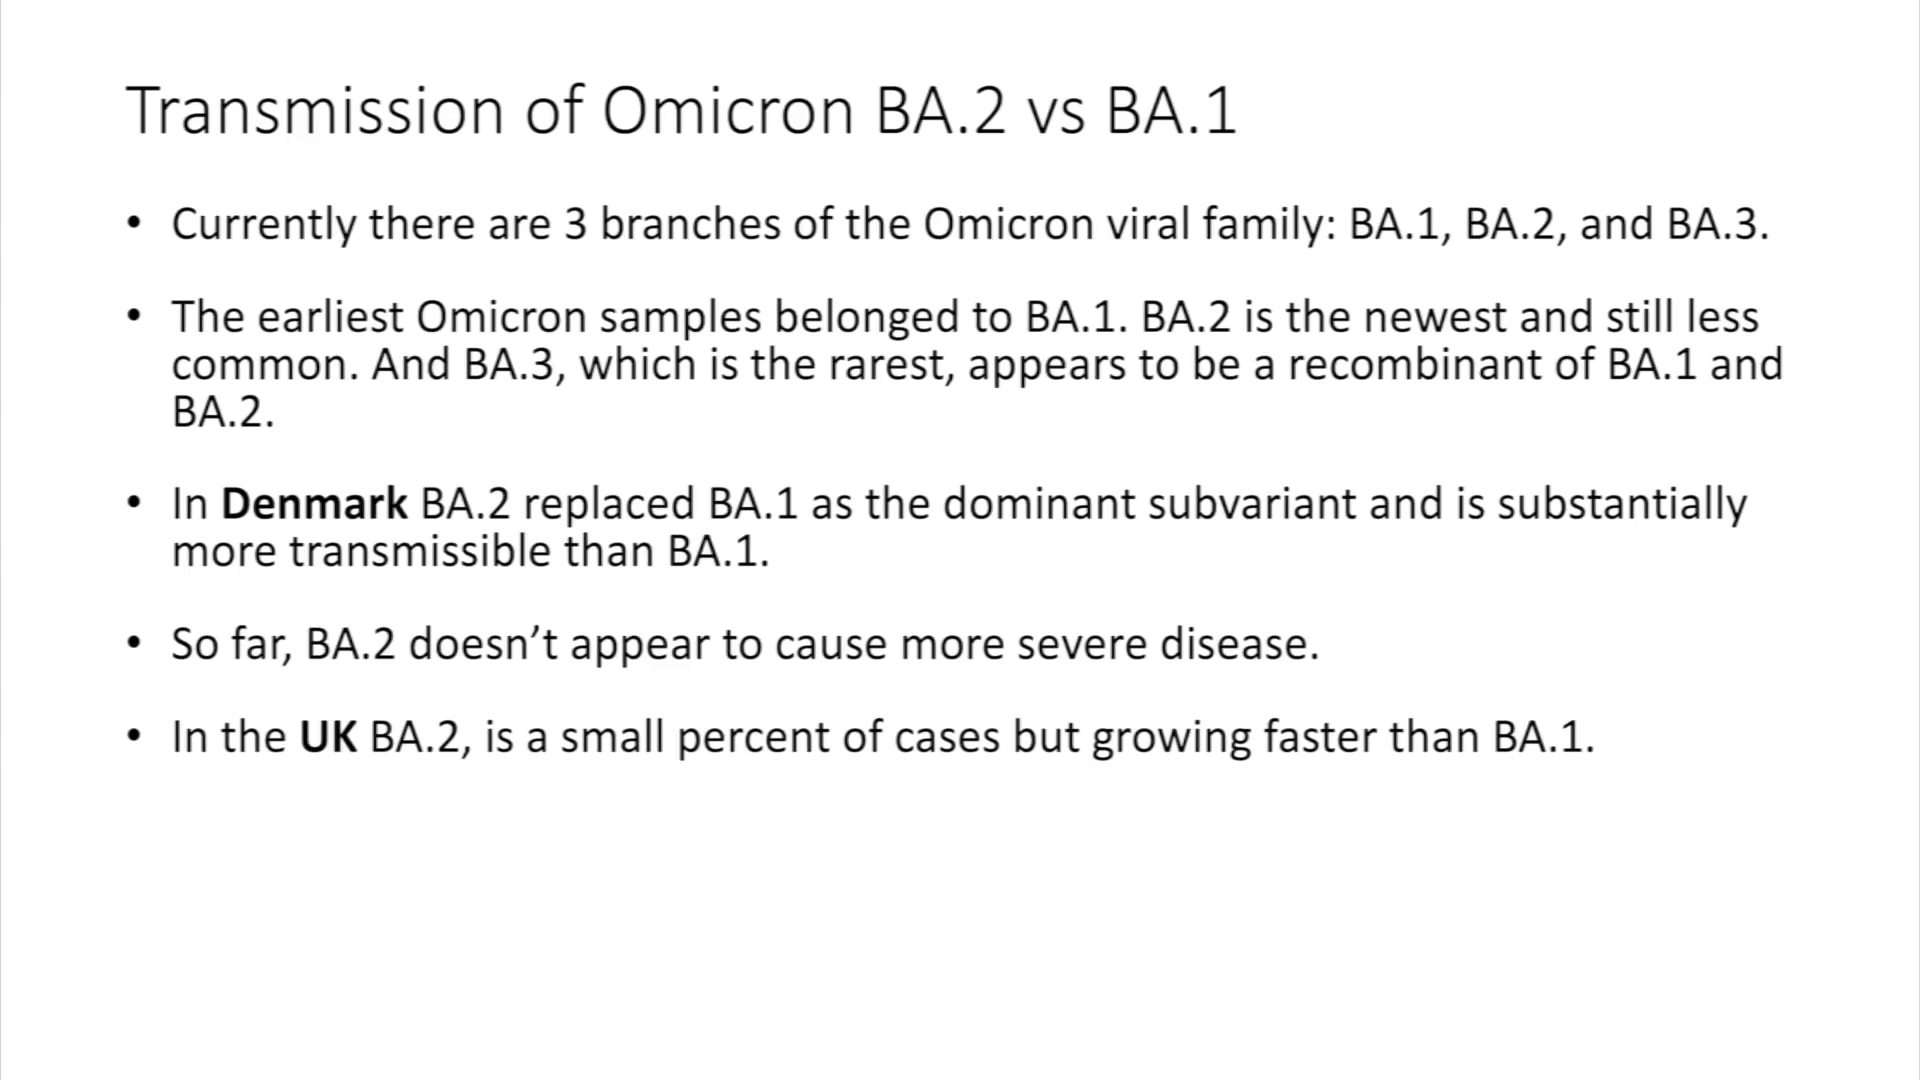 Transmission of Omicron BA.2 vs BA.1
• Currently there are 3 branches of the Omicron viral family: BA.1, BA.2, and BA.3.
• The earliest Omicron samples belonged to BA.1. BA.2 is the newest and still less
common. And BA.3, which is the rarest, appears to be a recombinant of BA.1 and
BA.2.
• In Denmark BA.2 replaced BA.1 as the dominant subvariant and is substantially
more transmissible than BA.1.
• So far, BA.2 doesn’t appear to cause more severe disease.
• In the UK BA.2, is a small percent of cases but growing faster than BA.1.